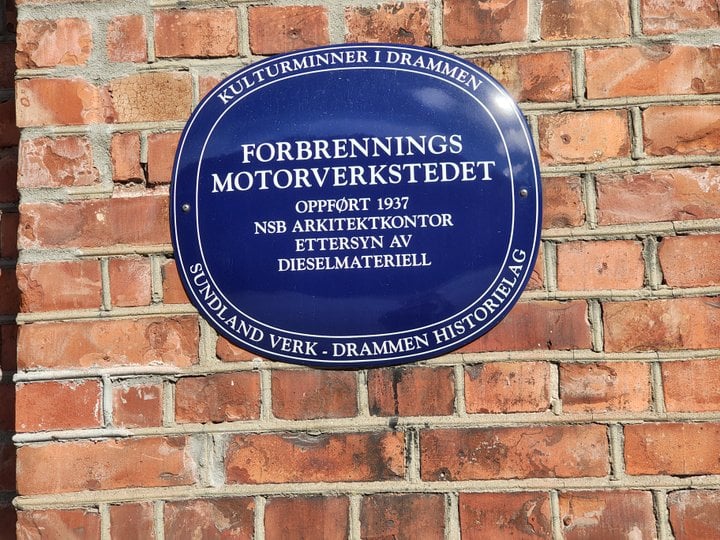 KULTURMINNER I DRAMMEN
FORBRENNINGS
MOTORVERKSTEDET
OPPFØRT 1937
NSB ARKITEKTKONTOR
ETTERSYN AV
DIESELMATERIELL
SUNDLAND VERK - DRAMMEN HISTORIELAG